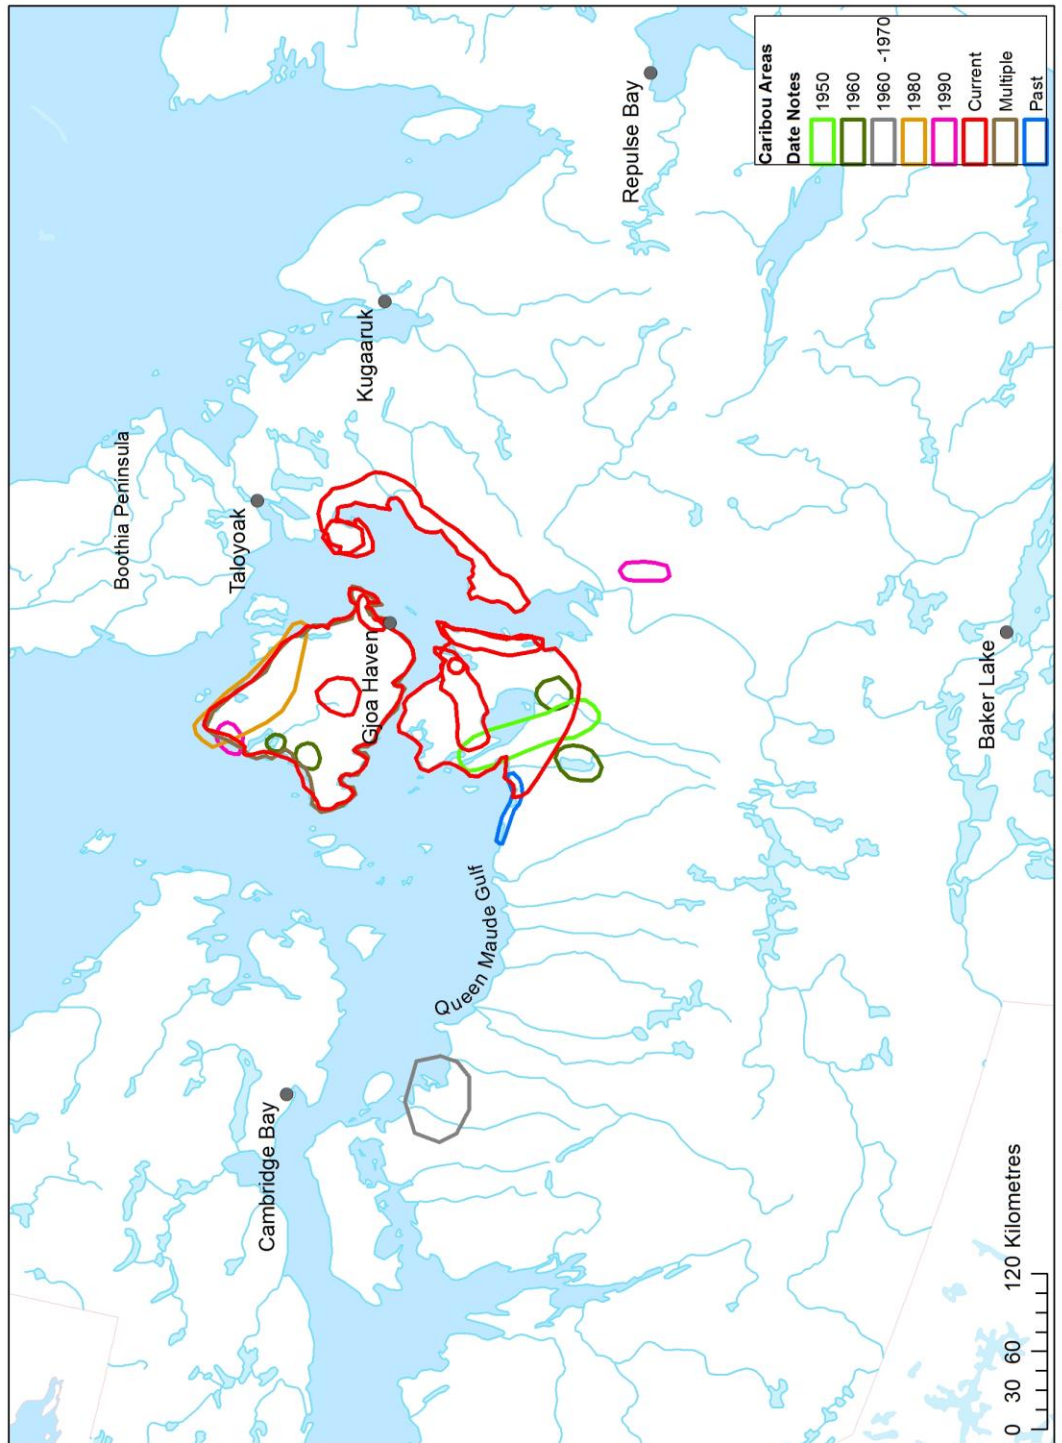 Boothia Peninsula
Taloyoak
Kugaaruk
Repulse Bay
Gjoa Haven
Cambridge Bay
Queen Maude Gulf
Baker Lake
Caribou Areas
Date Notes
1950
1960
1960 -1970
1980
1990
Current
Multiple
Past
0 30 60 120 Kilometres